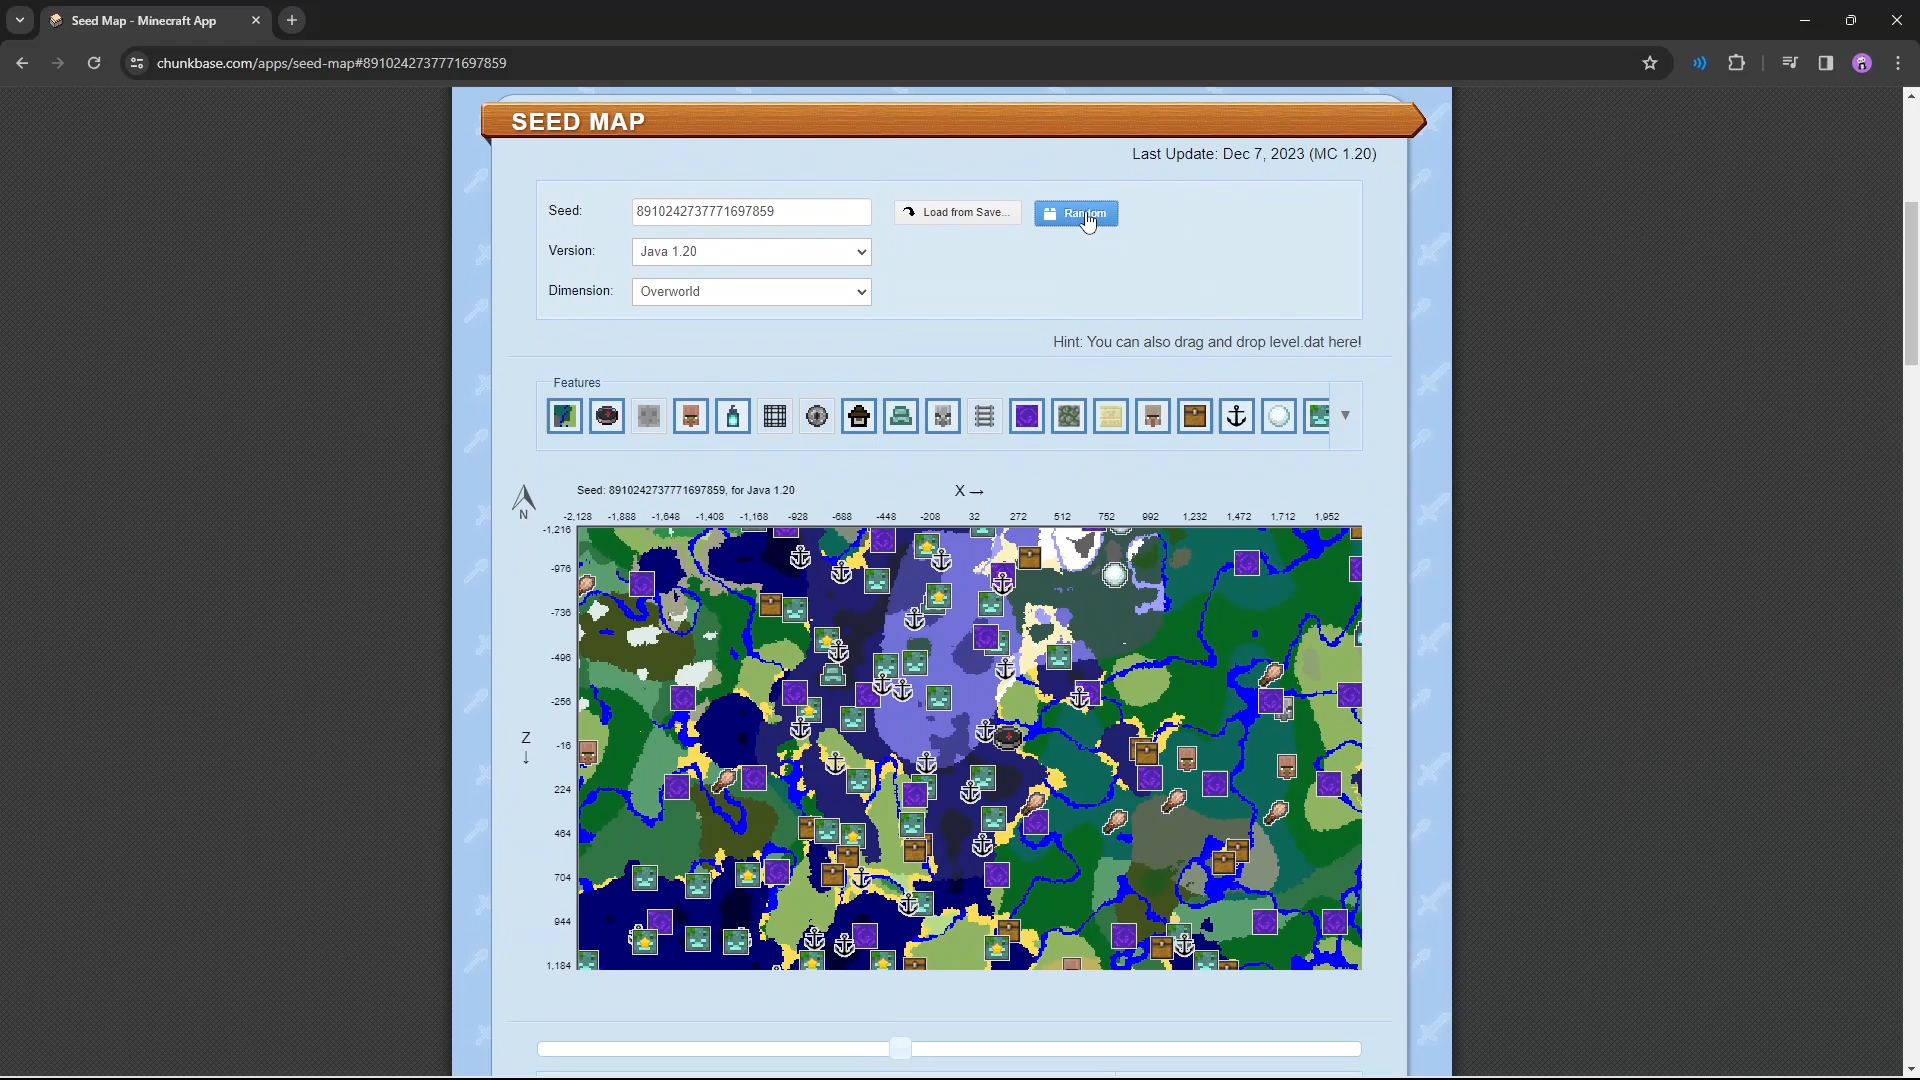 Seed Map - Minecraft App
chunkbase.com/apps/seed-map#8910242737771697859
SEED MAP
Last Update: Dec 7, 2023 (MC 1.20)
Seed: 8910242737771697859 Load from Save... Random
Version: Java 1.20
Dimension: Overworld
Hint: You can also drag and drop level.dat here!
Features
Seed: 8910242737771697859, for Java 1.20 X →
N
-2,128 -1,888 -1,648 -1,408 -1,168 -928 -688 -448 -208 32 272 512 752 992 1,232 1,472 1,712 1,952
-1,216
-976
-736
-496
-256
Z
-16
↓
224
464
704
944
1,184